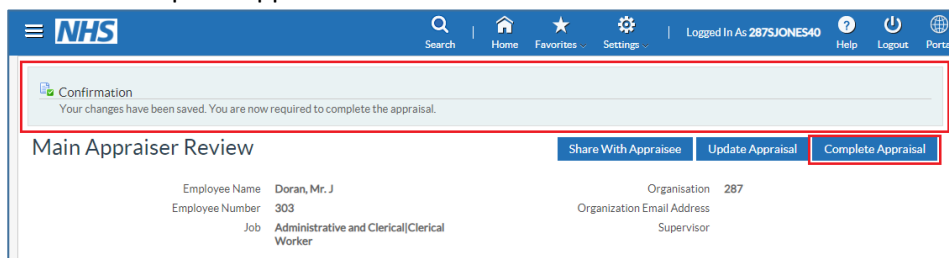 NHS
Search
Home
Favorites
Settings
Logged In As 287SJONES40
Help
Logout
Porta
Confirmation
Your changes have been saved. You are now required to complete the appraisal.
Main Appraiser Review
Share With Appraisee
Update Appraisal
Complete Appraisal
Employee Name Doran, Mr. J
Organisation 287
Employee Number 303
Organization Email Address
Job Administrative and Clerical|Clerical
Worker
Supervisor